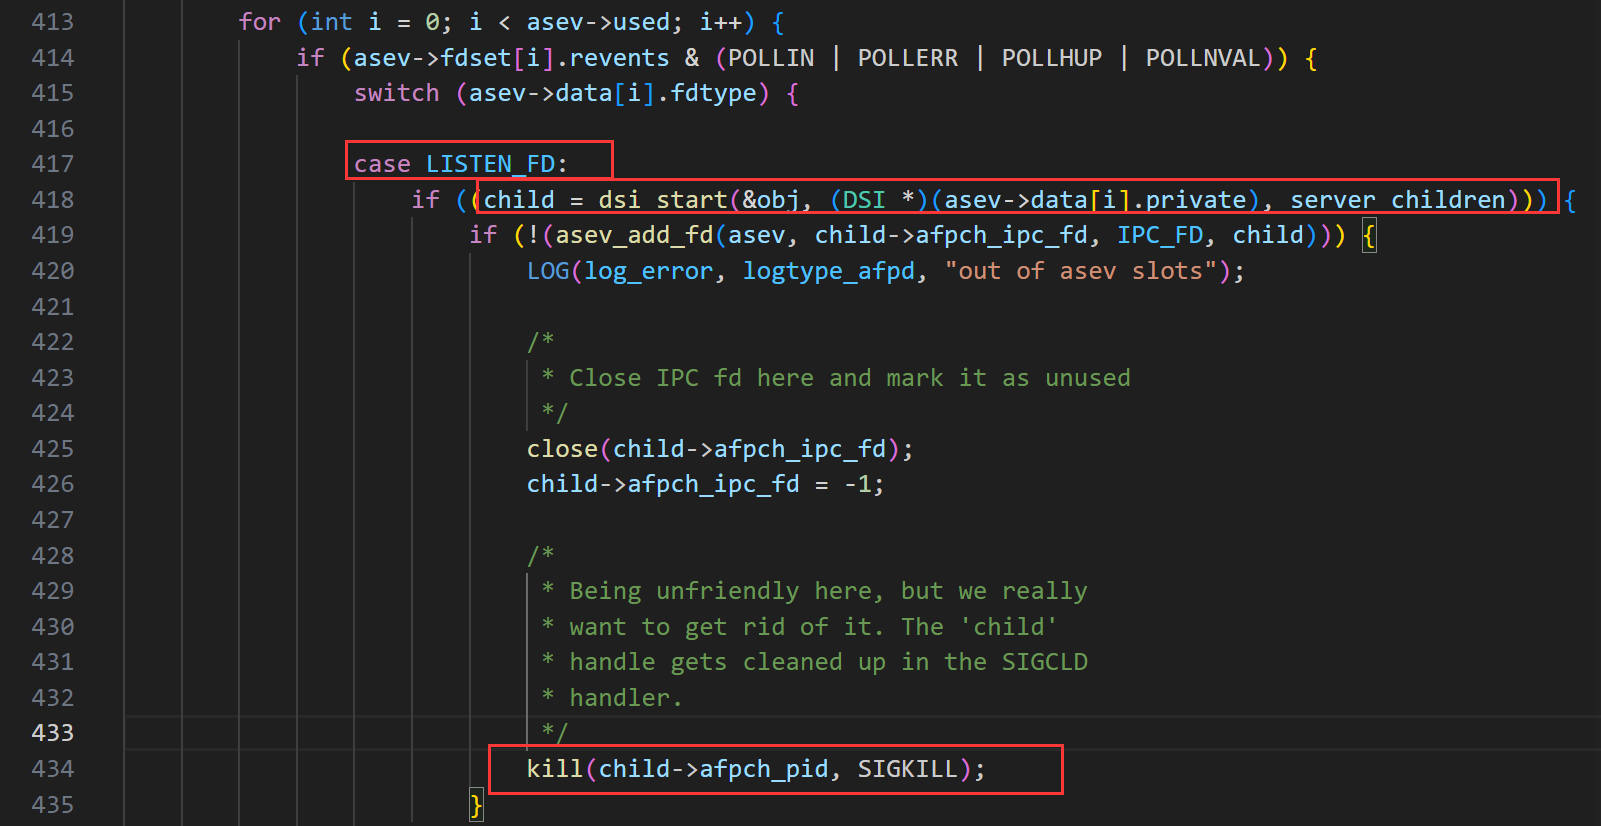 413 for (int i = 0; i < asev->used; i++) {
414 if (asev->fdset[i].revents & (POLLIN | POLLERR | POLLHUP | POLLNVAL)) {
415 switch (asev->data[i].fdtype) {
416
417 case LISTEN_FD:
418 if ((child = dsi_start(&obj, (DSI *)(asev->data[i].private), server_children))) {
419 if (!(asev_add_fd(asev, child->afpch_ipc_fd, IPC_FD, child))) {
420 LOG(log_error, logtype_afpd, "out of asev slots");
421
422 /*
423 * Close IPC fd here and mark it as unused
424 */
425 close(child->afpch_ipc_fd);
426 child->afpch_ipc_fd = -1;
427
428 /*
429 * Being unfriendly here, but we really
430 * want to get rid of it. The 'child'
431 * handle gets cleaned up in the SIGCLD
432 * handler.
433 */
434 kill(child->afpch_pid, SIGKILL);
435 }